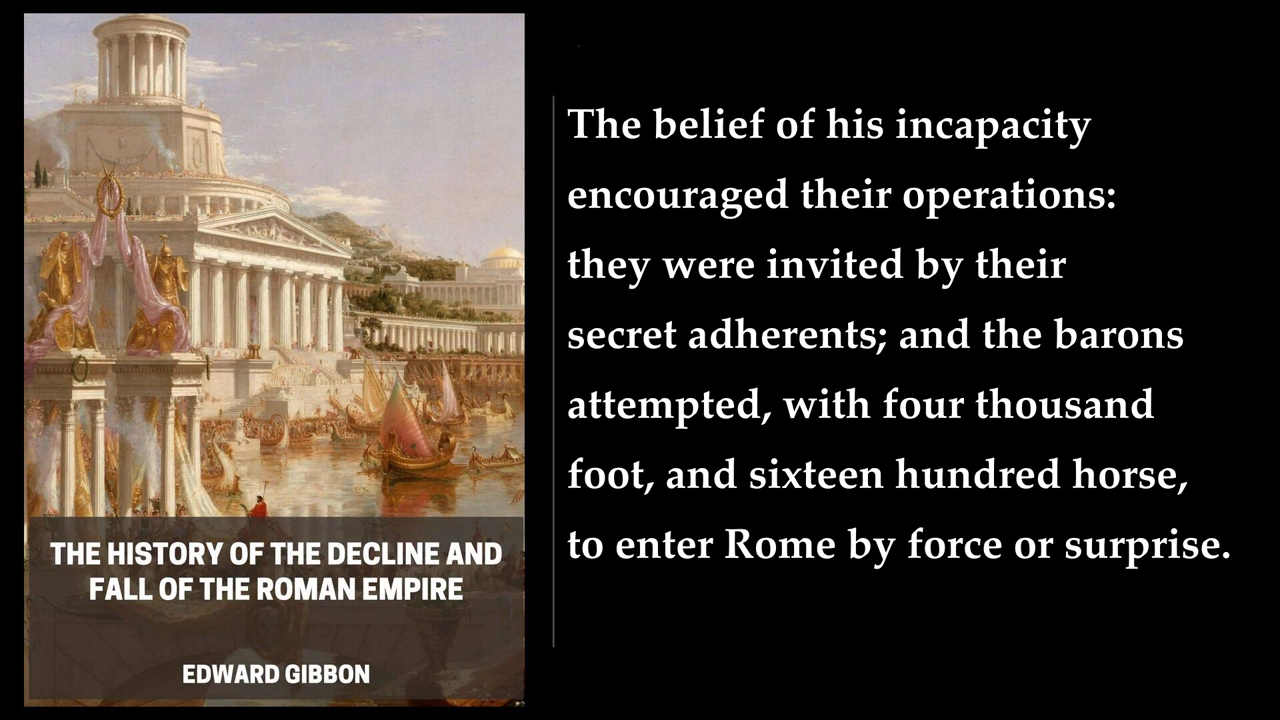 THE HISTORY OF THE DECLINE AND
FALL OF THE ROMAN EMPIRE
EDWARD GIBBON
The belief of his incapacity
encouraged their operations:
they were invited by their
secret adherents; and the barons
attempted, with four thousand
foot, and sixteen hundred horse,
to enter Rome by force or surprise.